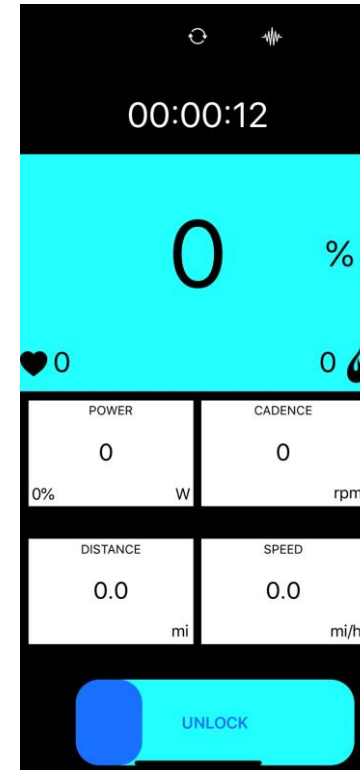 00:00:12
0 %
0 0
POWER CADENCE
0 0
0% W rpm
DISTANCE SPEED
0.0 0.0
mi mi/h
UNLOCK